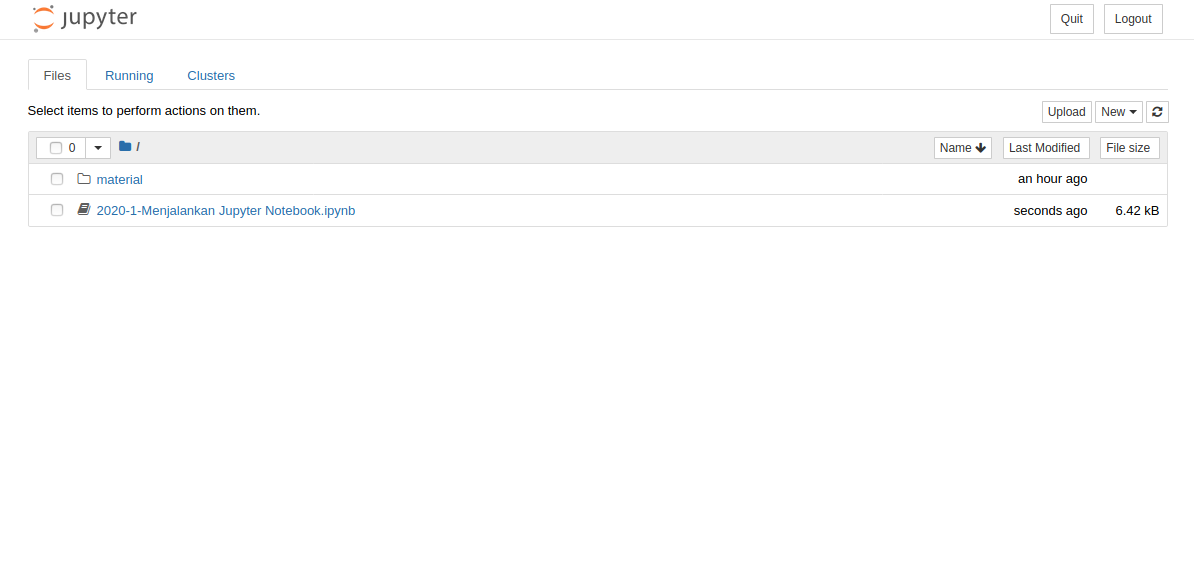 jupyter Quit Logout
Files Running Clusters
Select items to perform actions on them. Upload New
0 / Name Last Modified File size
material an hour ago
2020-1-Menjalankan Jupyter Notebook.ipynb seconds ago 6.42 kB